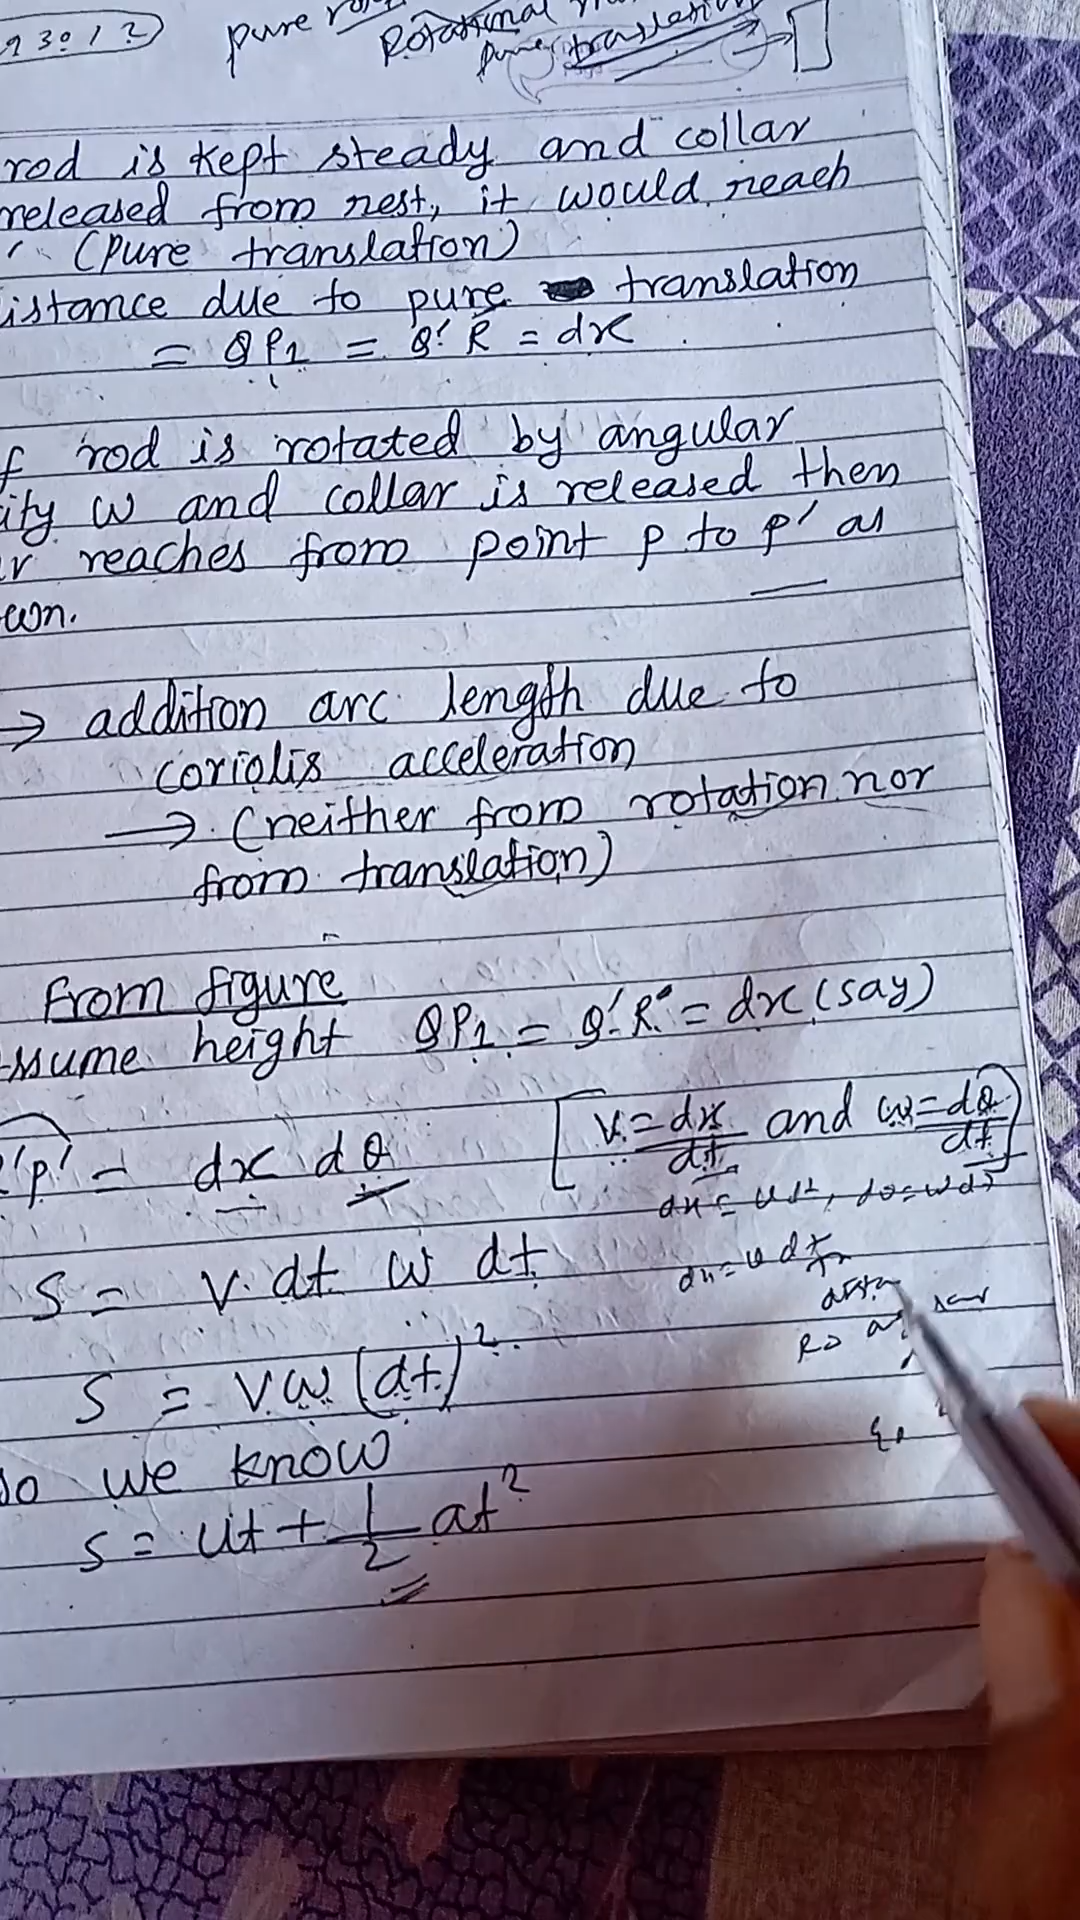 pure
Rotational
pure translation
rod is kept steady and collar
released from rest, it would reach
(pure translation)
istance due to pure translation
= QP1 = Q'R = dx
f rod is rotated by angular
ity ω and collar is released then
r reaches from point p to p' as
wn.
→ addition arc length due to
coriolis acceleration
→ (neither from rotation nor
from translation)
From figure
ssume height QP1 = Q'R = dx (say)
'p' = dx dθ [v = dx/dt and ω = dθ/dt]
S = v dt ω dt
S = vω (dt)²
so we know
s = ut + 1/2 at²